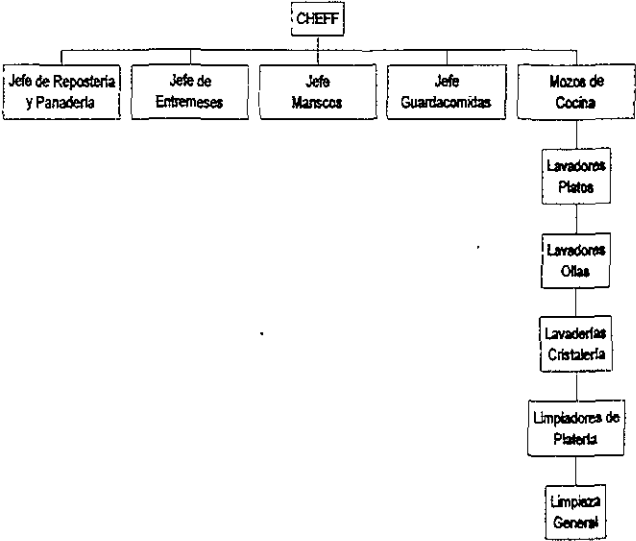 CHEFF
Jefe de Repostería
y Panadería
Jefe de
Entremeses
Jefe
Manscos
Jefe
Guardacomidas
Mozos de
Cocina
Lavadores
Platos
Lavadores
Ollas
Lavaderías
Cristalería
Limpiadores de
Platería
Limpieza
General